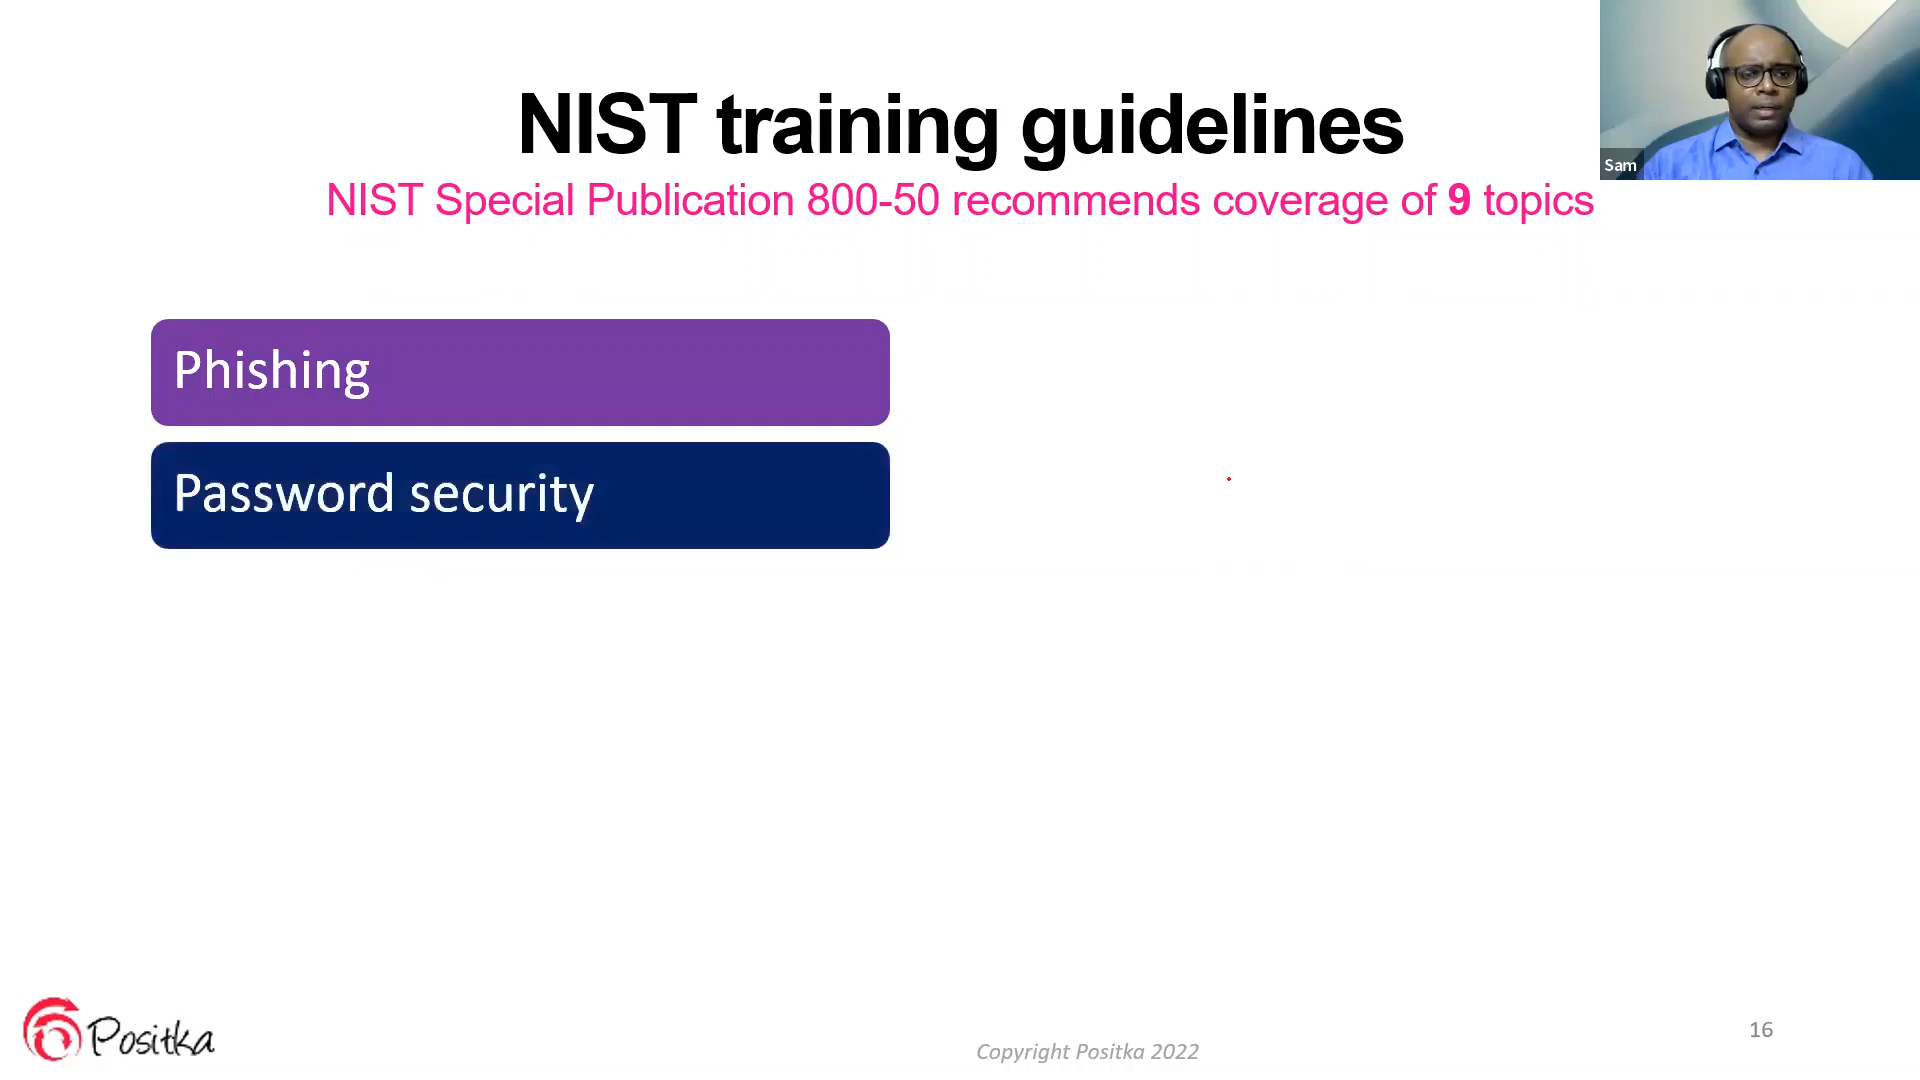 NIST training guidelines
NIST Special Publication 800-50 recommends coverage of 9 topics
Sam
Phishing
Password security
Positka
Copyright Positka 2022
16